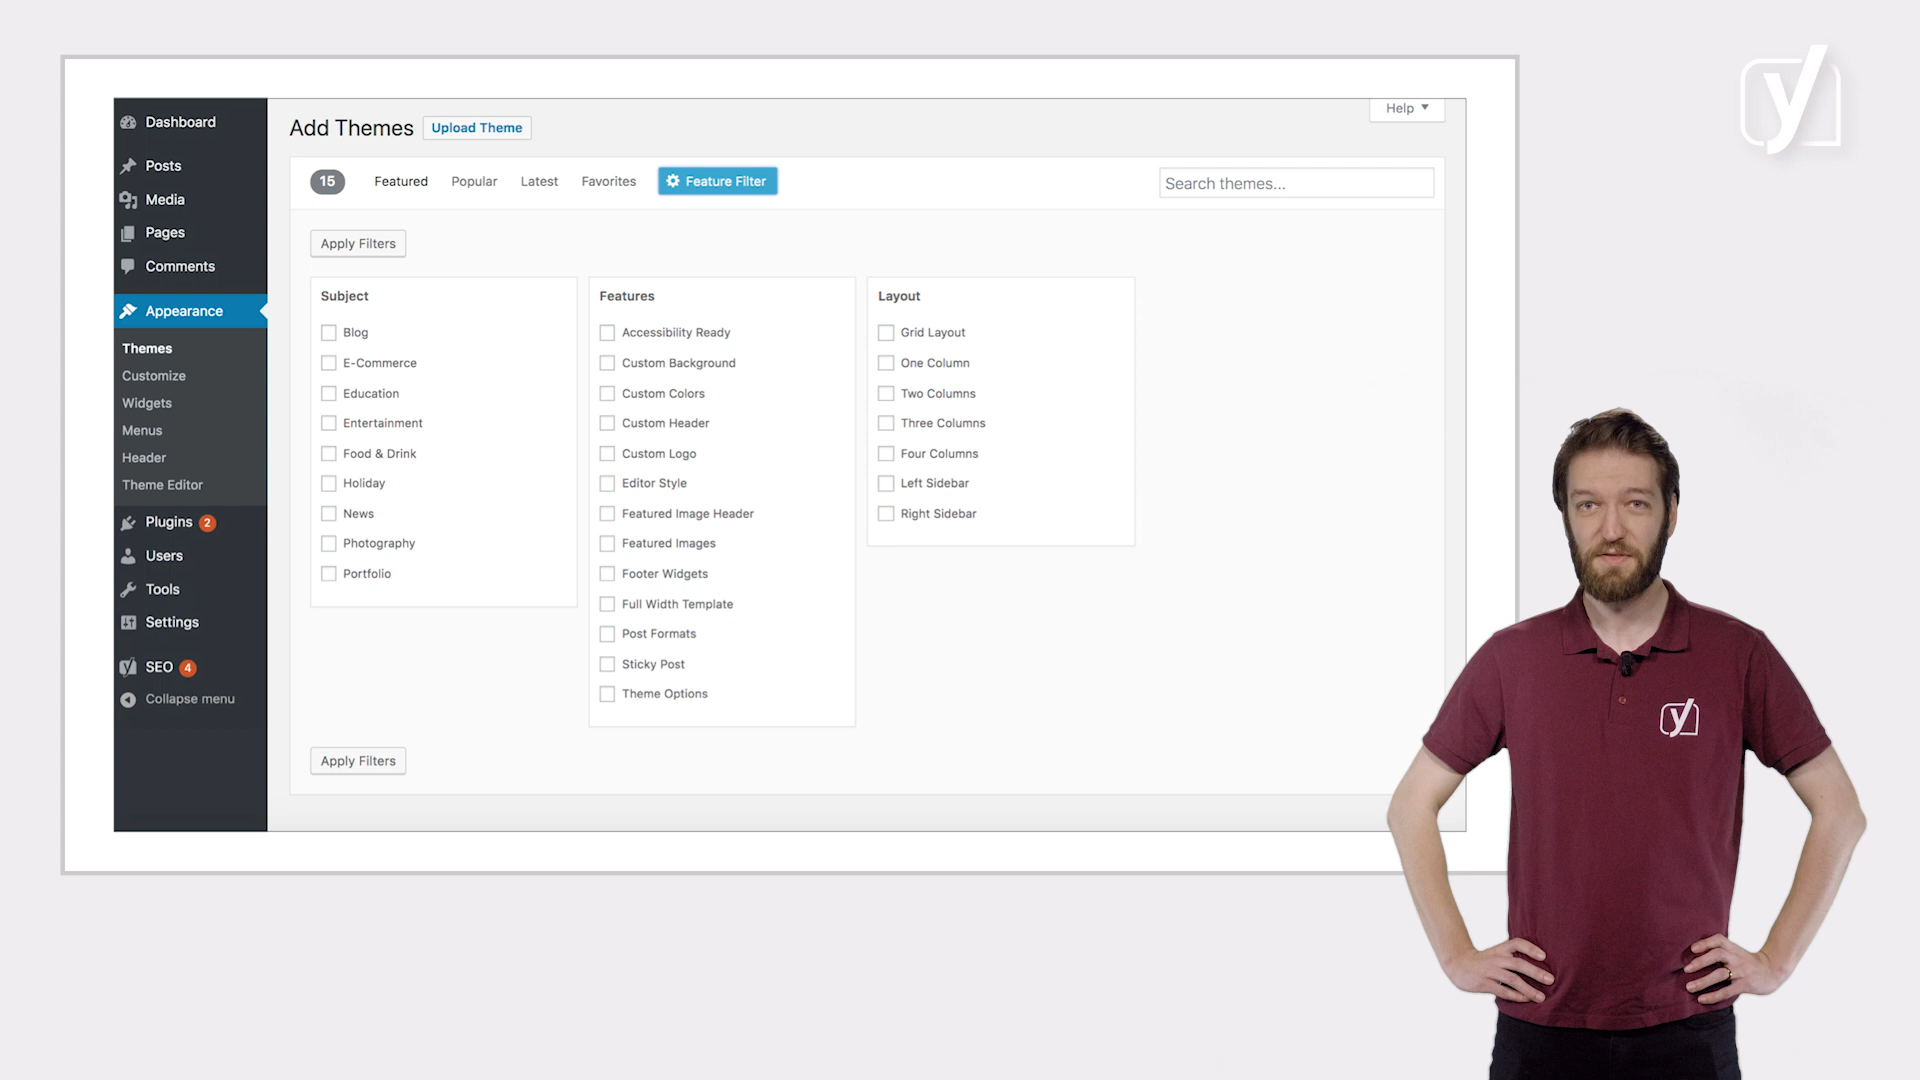 Dashboard
Posts
Media
Pages
Comments
Appearance
Themes
Customize
Widgets
Menus
Header
Theme Editor
Plugins 2
Users
Tools
Settings
SEO 4
Collapse menu
Help
Add Themes Upload Theme
15 Featured Popular Latest Favorites Feature Filter Search themes...
Apply Filters
Subject
Blog
E-Commerce
Education
Entertainment
Food & Drink
Holiday
News
Photography
Portfolio
Features
Accessibility Ready
Custom Background
Custom Colors
Custom Header
Custom Logo
Editor Style
Featured Image Header
Featured Images
Footer Widgets
Full Width Template
Post Formats
Sticky Post
Theme Options
Layout
Grid Layout
One Column
Two Columns
Three Columns
Four Columns
Left Sidebar
Right Sidebar
Apply Filters
y
y